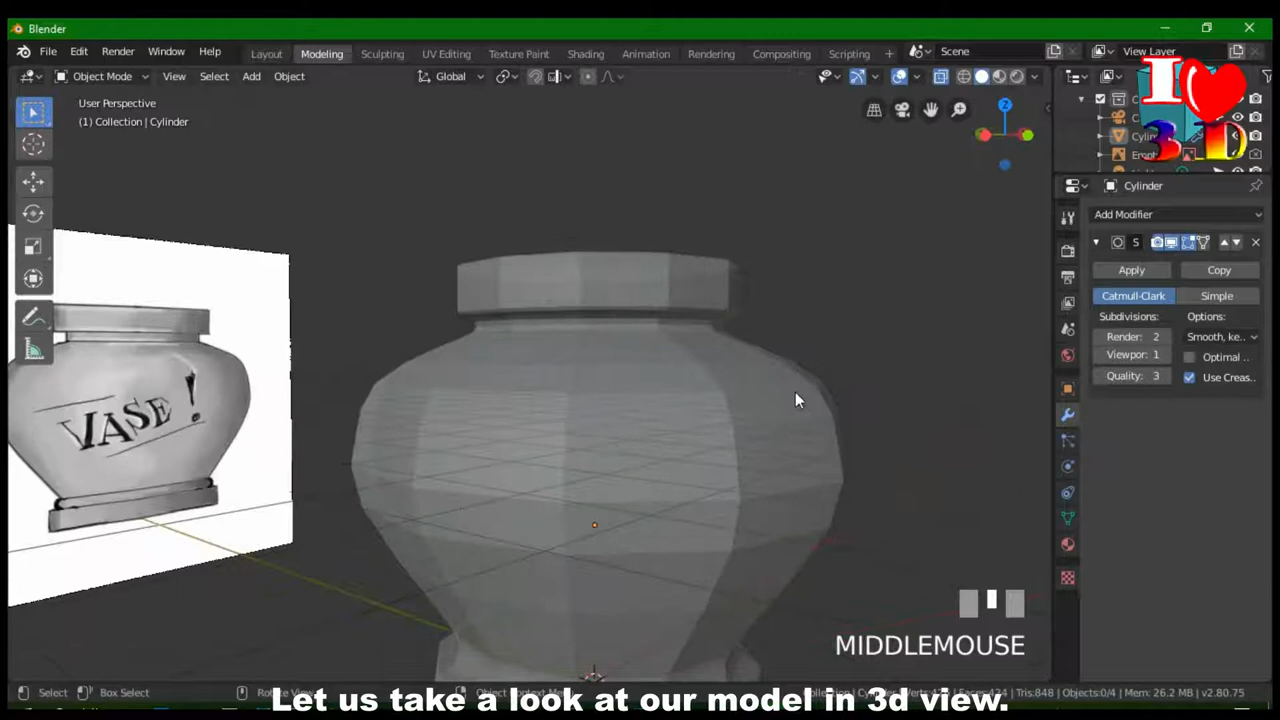 Blender
File Edit Render Window Help Layout Modeling Sculpting UV Editing Texture Paint Shading Animation Rendering Compositing Scripting + Scene View Layer
Object Mode View Select Add Object Global
User Perspective
(1) Collection | Cylinder
I
3D
Cylinder
Add Modifier
S
Apply Copy
Catmull-Clark Simple
Subdivisions: Options:
Render: 2 Smooth, ke..
Viewpor: 1 Optimal ..
Quality: 3 Use Creas..
VASE!
Z
MIDDLEMOUSE
Select Box Select
Tris:848 | Objects:0/4 | Mem: 26.2 MB | v2.80.75
Let us take a look at our model in 3d view.